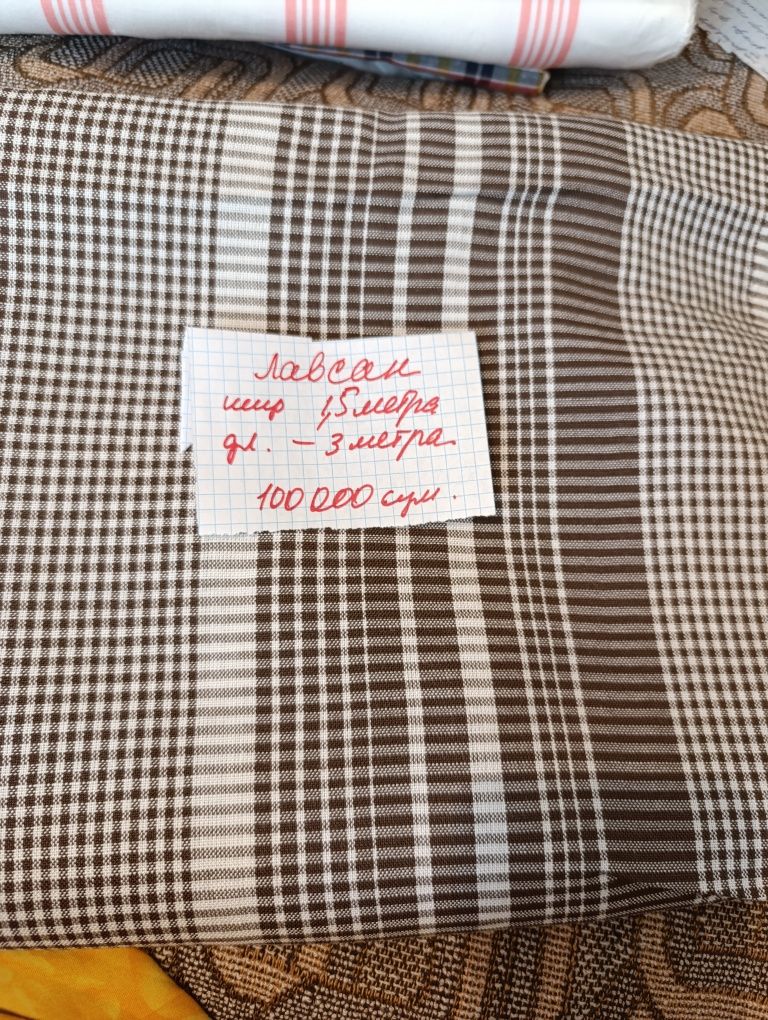 Лавсан
шир 1,5 метра
дл. – 3 метра
100 000 сум.